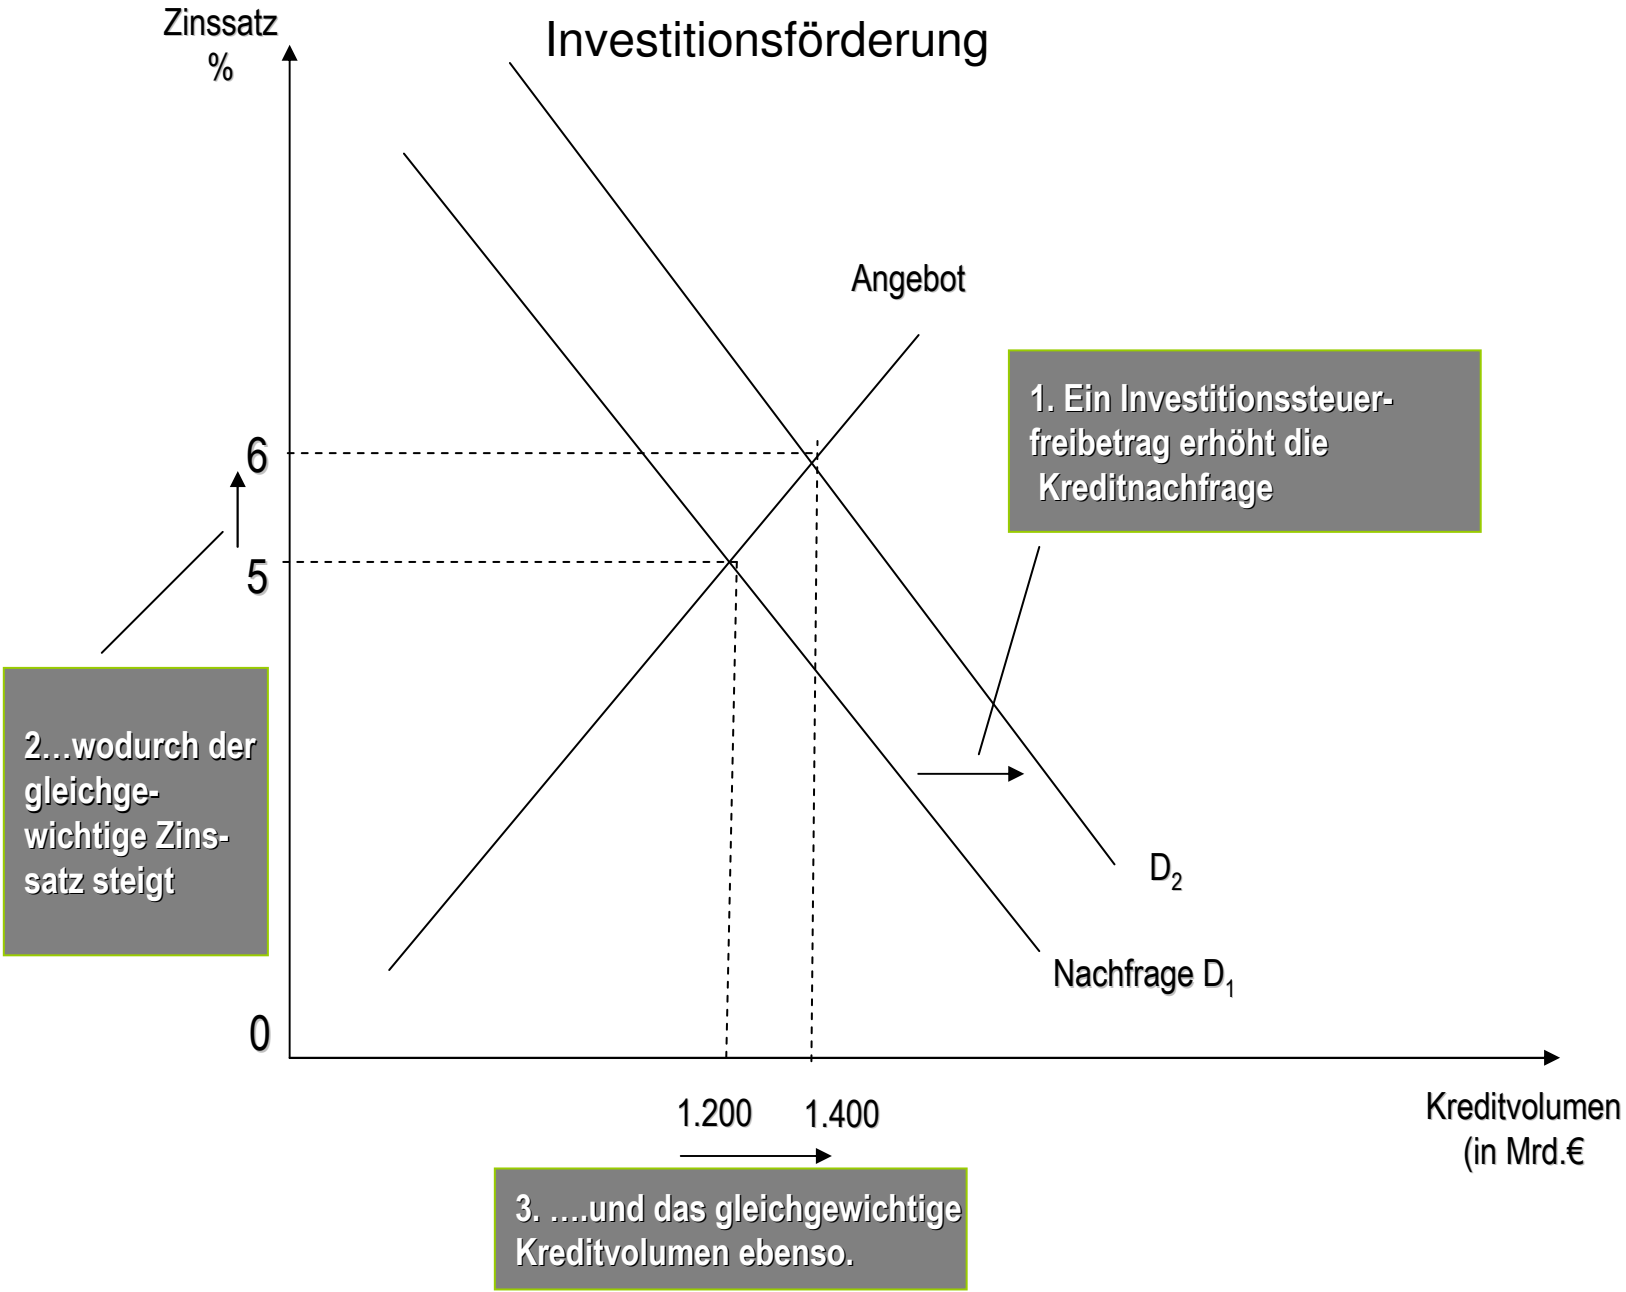 Investitionsförderung
Zinssatz
%
Angebot
1. Ein Investitionssteuer-
freibetrag erhöht die
Kreditnachfrage
6
5
2…wodurch der
gleichge-
wichtige Zins-
satz steigt
D2
Nachfrage D1
0
1.200 1.400
Kreditvolumen
(in Mrd.€
3. ….und das gleichgewichtige
Kreditvolumen ebenso.